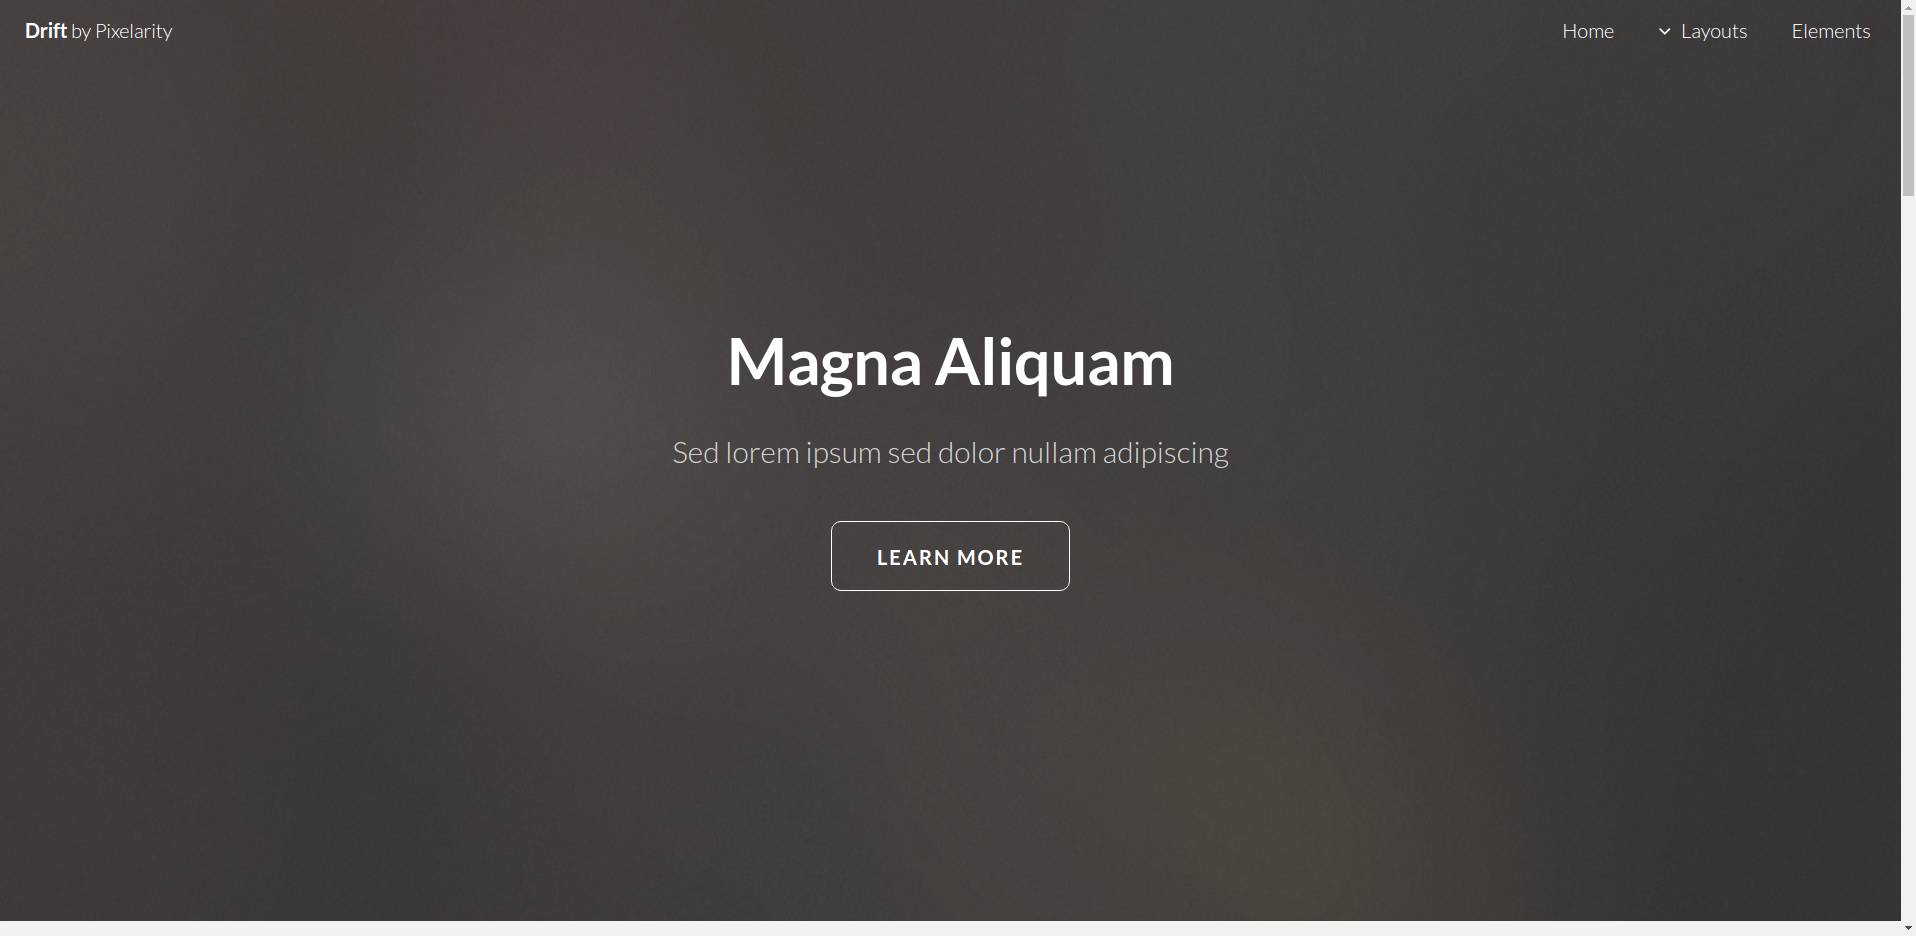 Drift by Pixelarity
Home
Layouts
Elements
Magna Aliquam
Sed lorem ipsum sed dolor nullam adipiscing
LEARN MORE